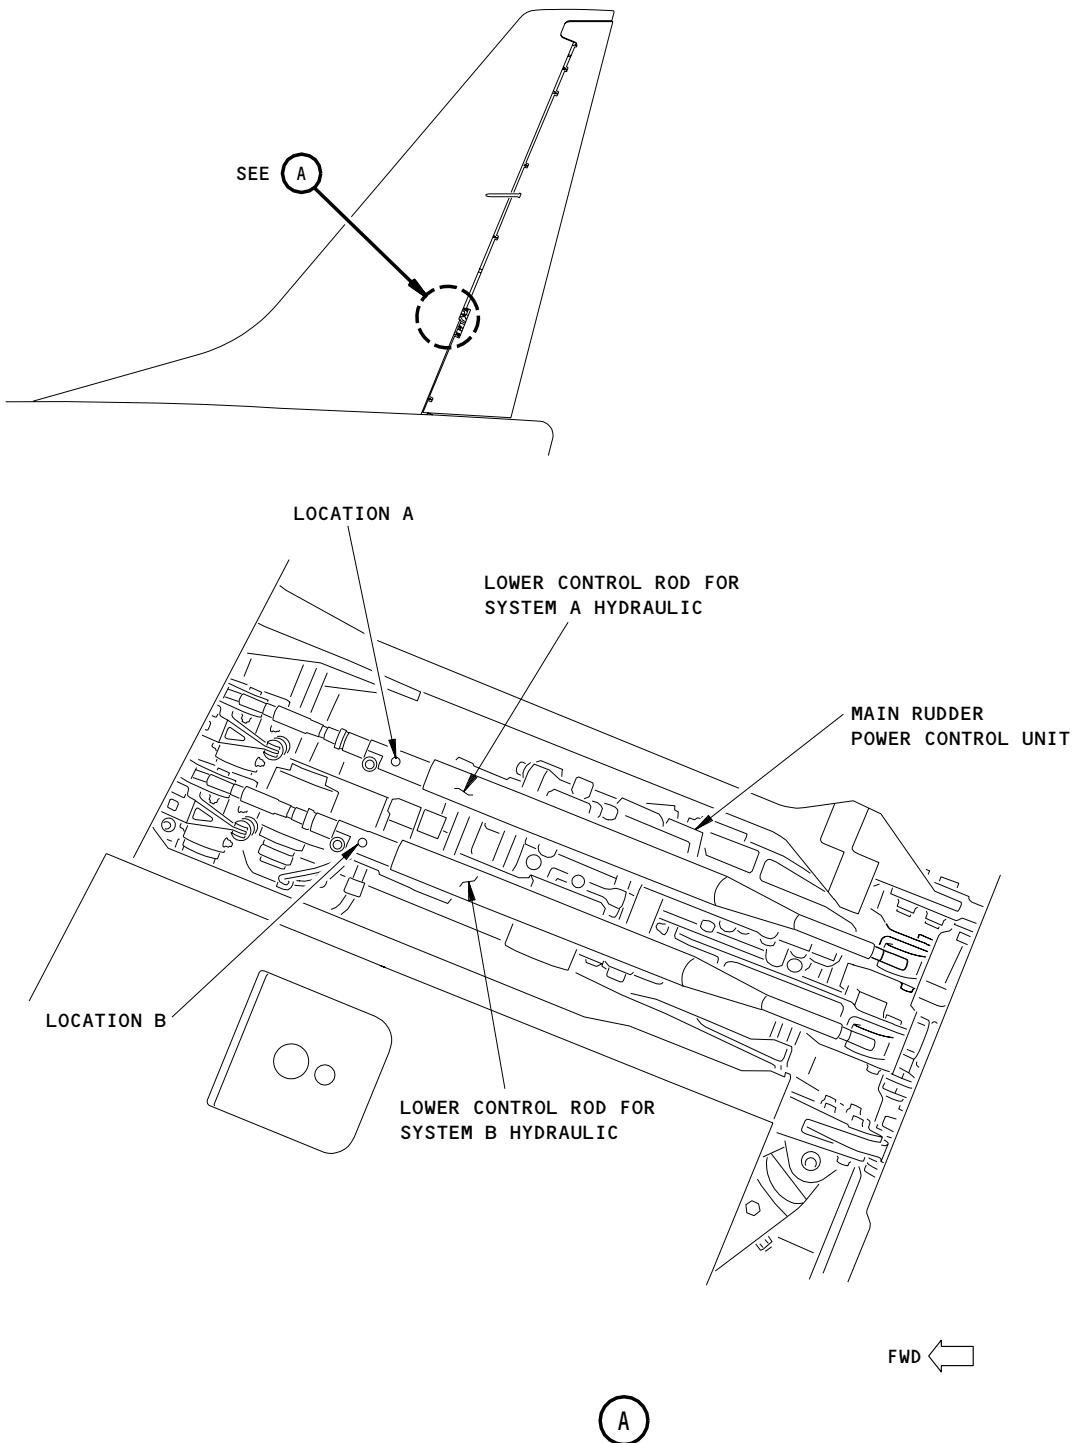 SEE A
LOCATION A
LOWER CONTROL ROD FOR
SYSTEM A HYDRAULIC
MAIN RUDDER
POWER CONTROL UNIT
LOCATION B
LOWER CONTROL ROD FOR
SYSTEM B HYDRAULIC
FWD
A